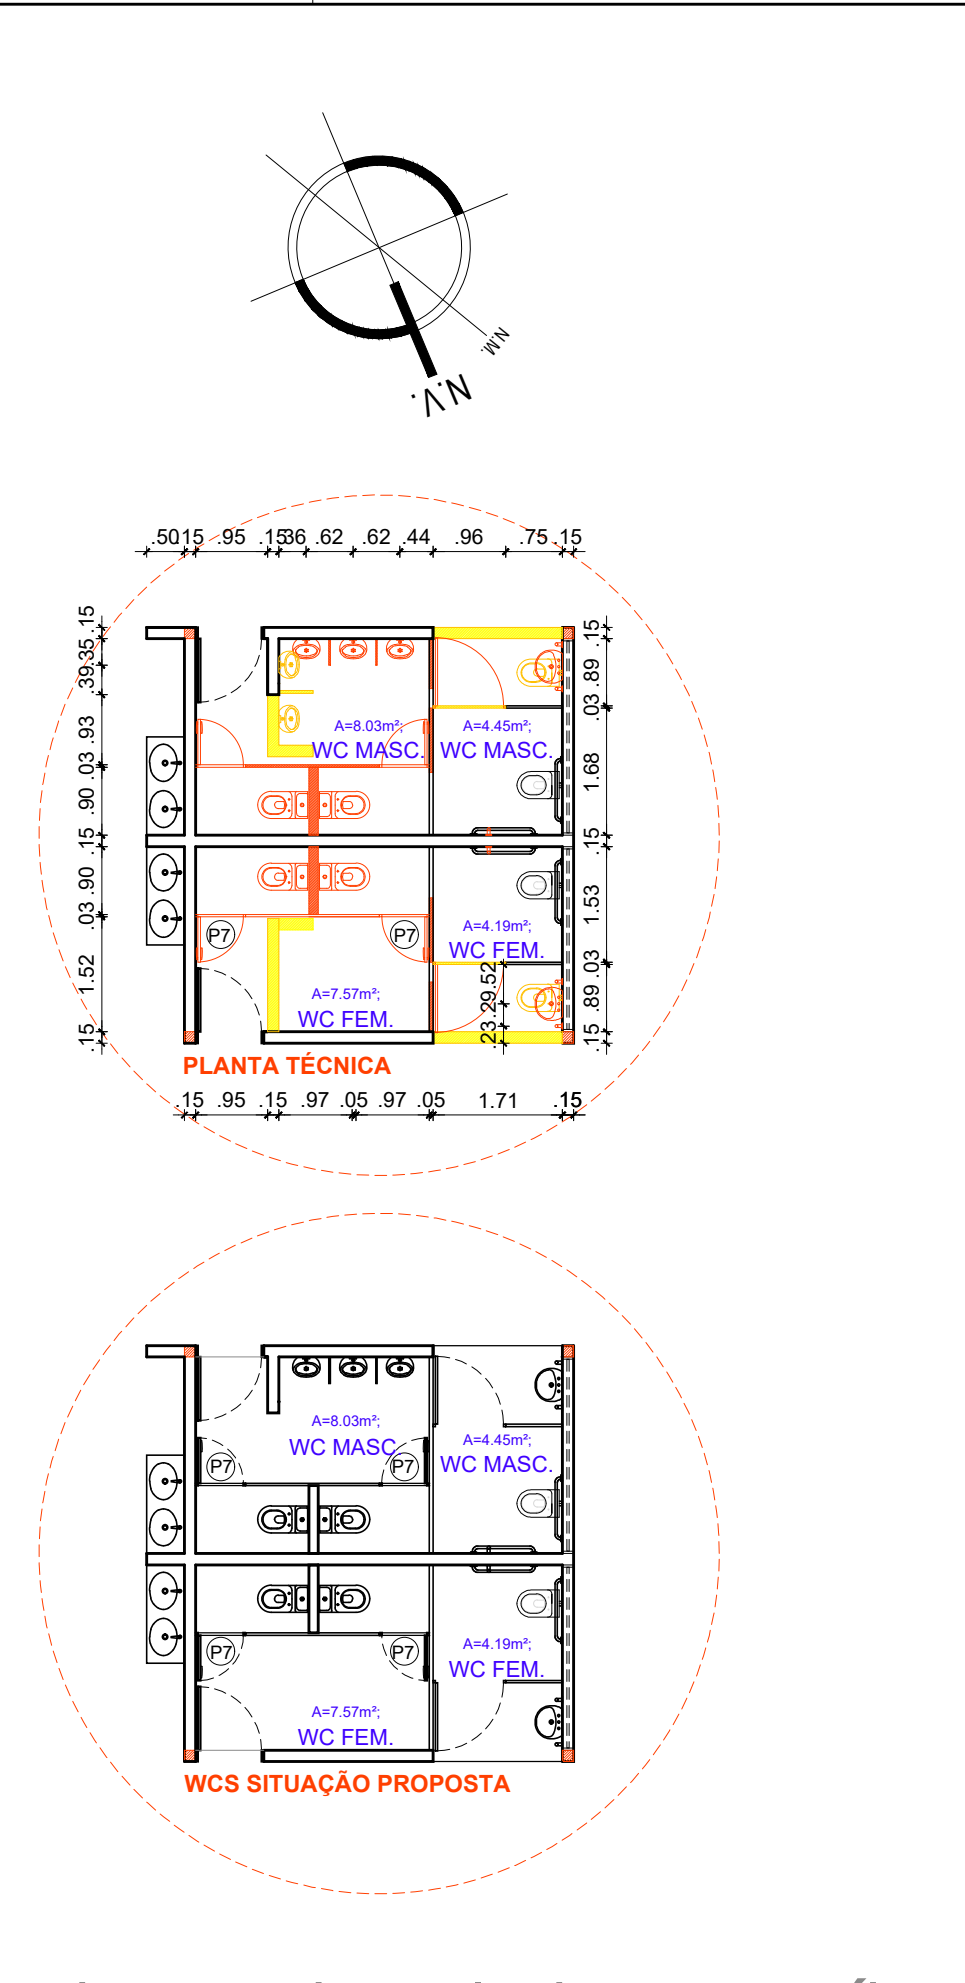 N.M.
N.V.
.50 .15 .95 .15 .36 .62 .62 .44 .96 .75 .15
.15
.35
.39
.93
.03
.90
.15
.90
.03
1.52
.15
A=8.03m²;
WC MASC.
A=4.45m²;
WC MASC.
.15
.89
.03
1.68
.15
1.53
.03
.89
.15
P7
P7
A=4.19m²;
WC FEM.
A=7.57m²;
WC FEM.
.52
.29
.23
PLANTA TÉCNICA
.15 .95 .15 .97 .05 .97 .05 1.71 .15
A=8.03m²;
WC MASC.
A=4.45m²;
WC MASC.
P7
P7
P7
P7
A=4.19m²;
WC FEM.
A=7.57m²;
WC FEM.
WCS SITUAÇÃO PROPOSTA